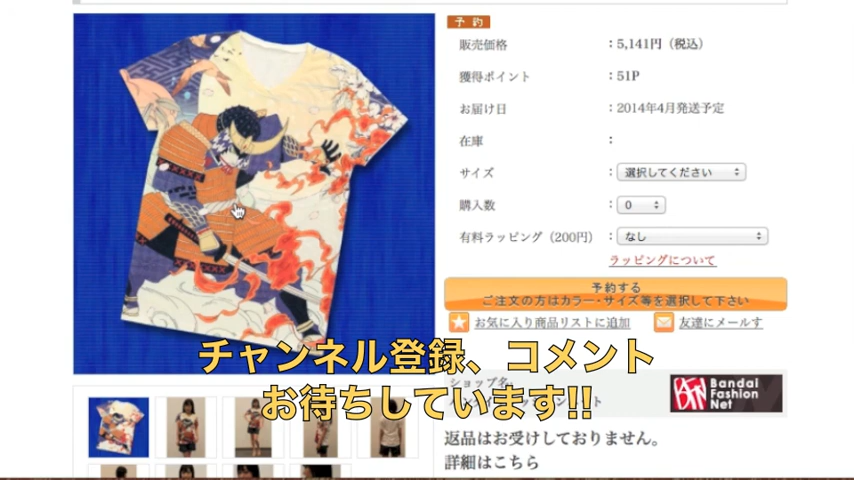 予約
販売価格 ：5,141円（税込）
獲得ポイント ：51P
お届け日 ：2014年4月発送予定
在庫 ：
サイズ ：選択してください
購入数 ：0
有料ラッピング（200円） ：なし
ラッピングについて
予約する
ご注文の方はカラー・サイズ等を選択して下さい
お気に入り商品リストに追加 友達にメールす
チャンネル登録、コメント
お待ちしています!!
ショップ名
Bandai
Fashion
Net
返品はお受けしておりません。
詳細はこちら